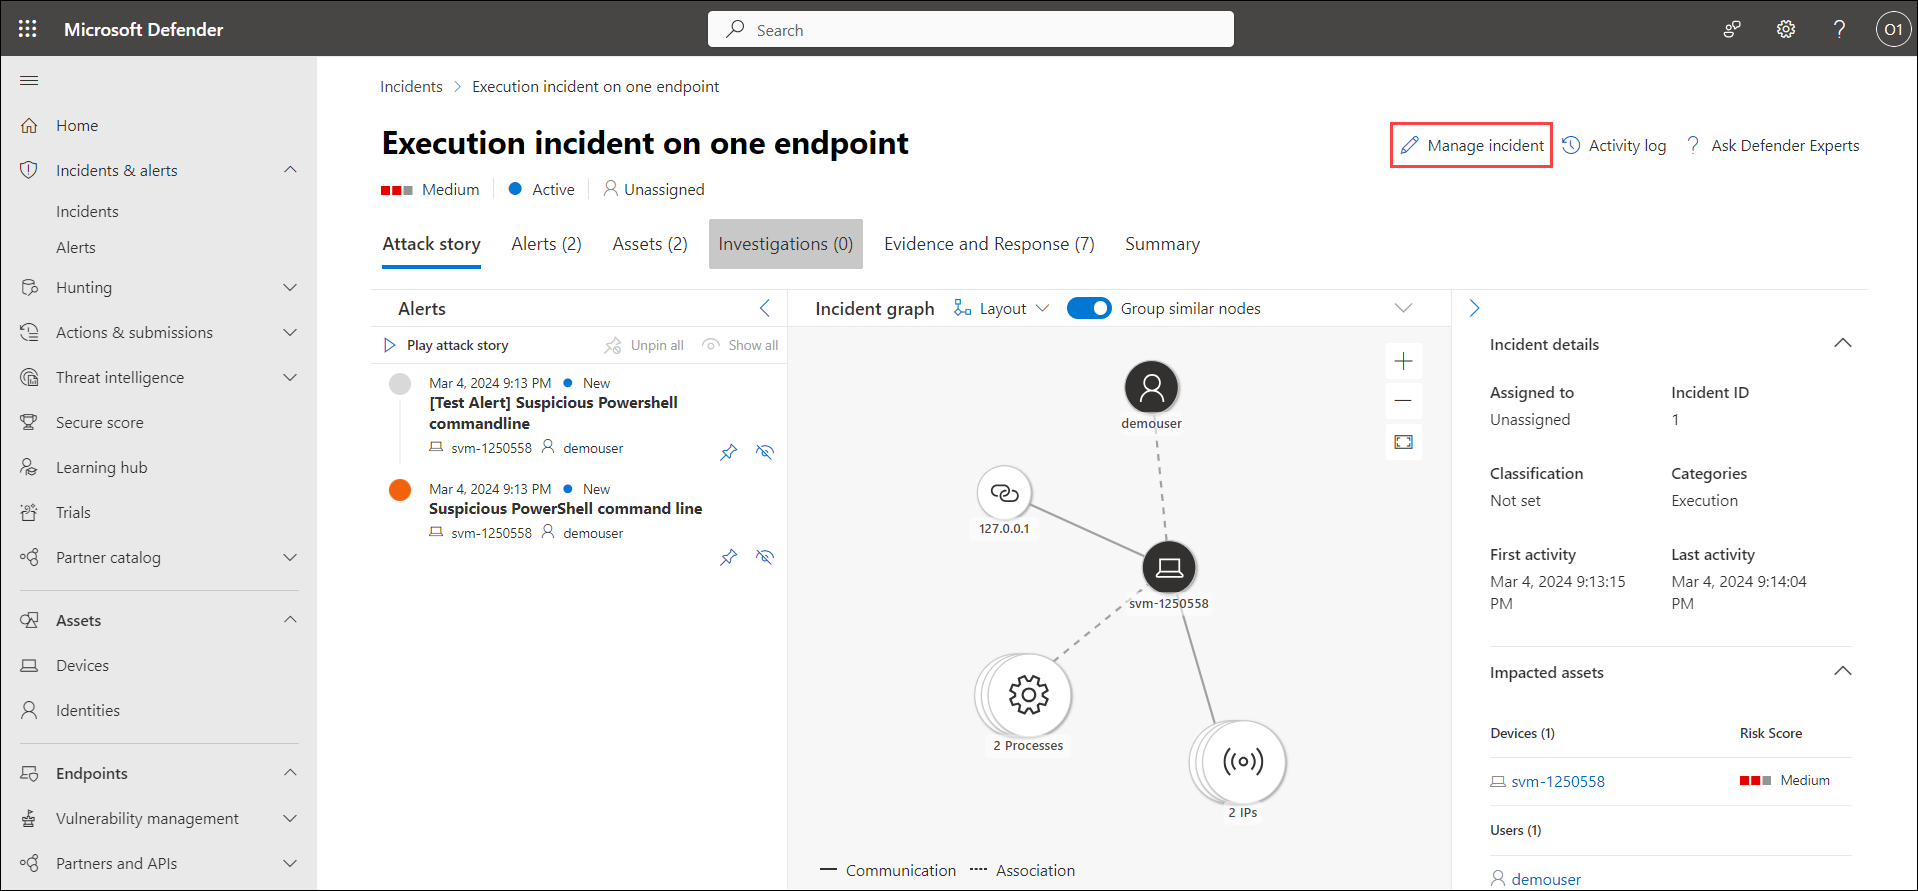 Microsoft Defender
Search
O1
Home
Incidents & alerts
Incidents
Alerts
Hunting
Actions & submissions
Threat intelligence
Secure score
Learning hub
Trials
Partner catalog
Assets
Devices
Identities
Endpoints
Vulnerability management
Partners and APIs
Incidents > Execution incident on one endpoint
Execution incident on one endpoint
Manage incident
Activity log
? Ask Defender Experts
Medium
Active
Unassigned
Attack story
Alerts (2)
Assets (2)
Investigations (0)
Evidence and Response (7)
Summary
Alerts
Play attack story
Unpin all
Show all
Mar 4, 2024 9:13 PM
New
[Test Alert] Suspicious Powershell
commandline
svm-1250558
demouser
Mar 4, 2024 9:13 PM
New
Suspicious PowerShell command line
svm-1250558
demouser
Incident graph
Layout
Group similar nodes
demouser
127.0.0.1
svm-1250558
2 Processes
2 IPs
Communication
Association
Incident details
Assigned to
Unassigned
Incident ID
1
Classification
Not set
Categories
Execution
First activity
Mar 4, 2024 9:13:15
PM
Last activity
Mar 4, 2024 9:14:04
PM
Impacted assets
Devices (1)
Risk Score
svm-1250558
Medium
Users (1)
demouser